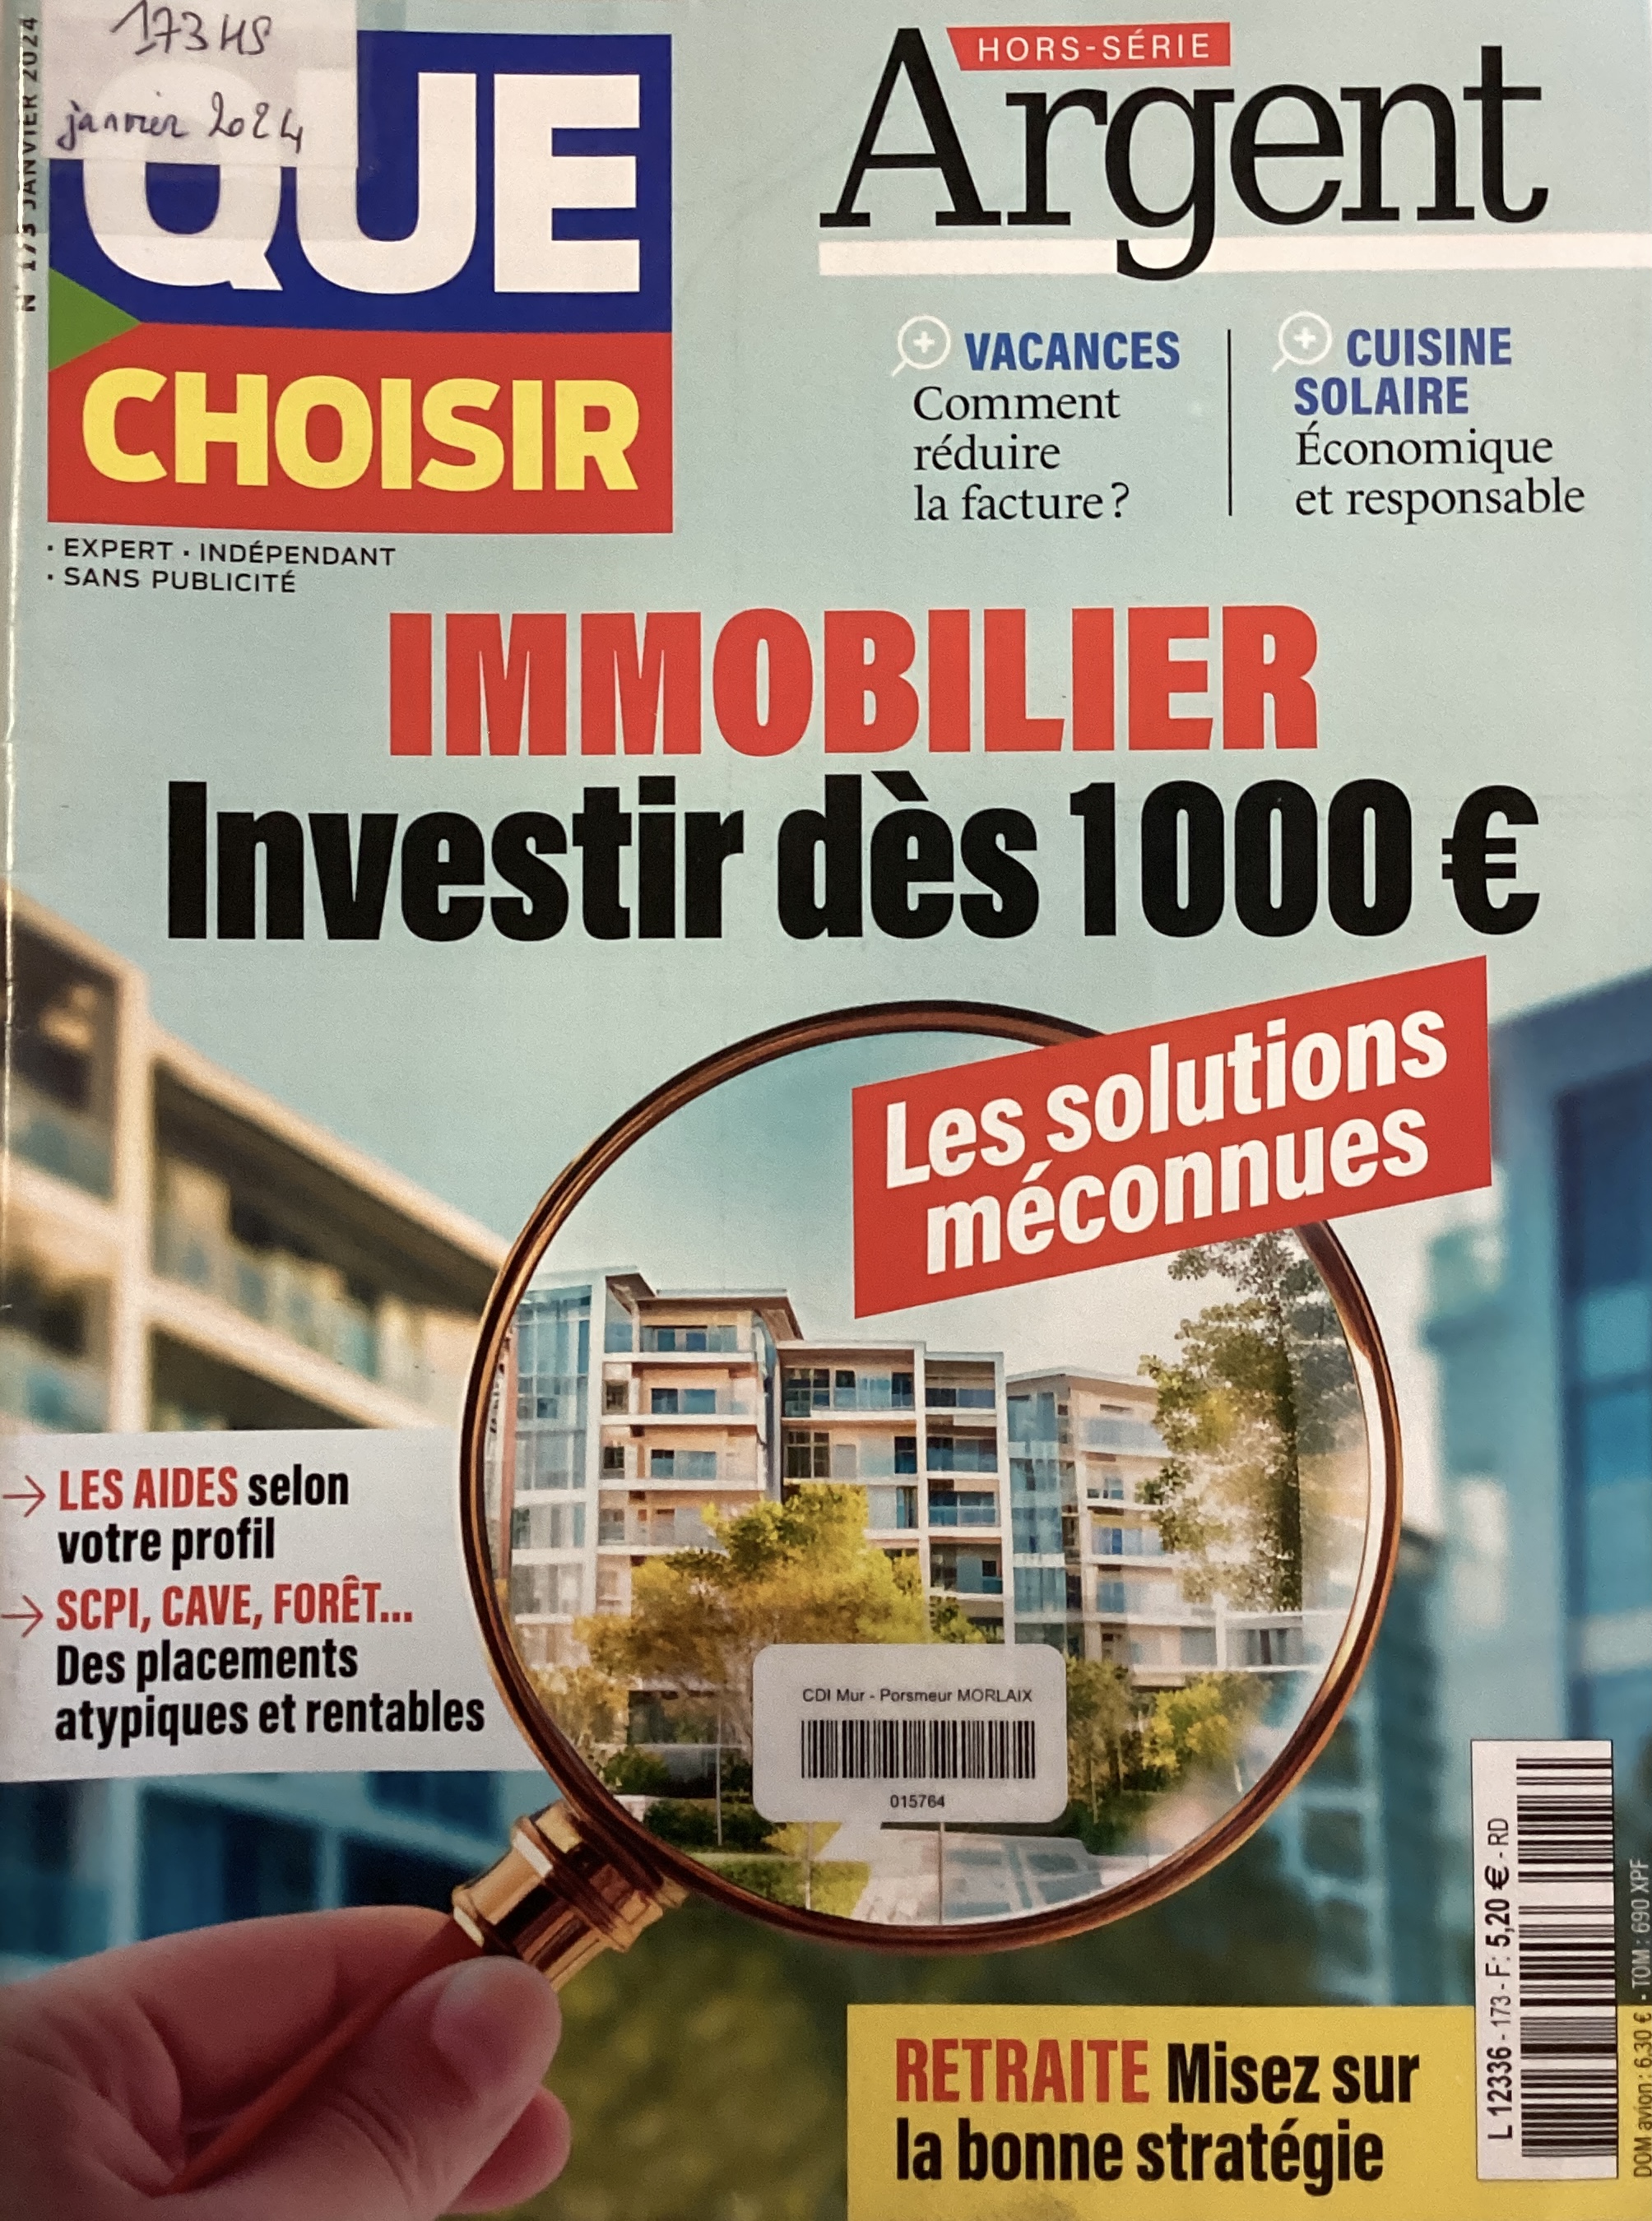 173 HS
janvier 2024
N° 173 JANVIER 2024
QUE
CHOISIR
· EXPERT · INDÉPENDANT
· SANS PUBLICITÉ
HORS-SÉRIE
Argent
VACANCES
Comment
réduire
la facture ?
CUISINE
SOLAIRE
Économique
et responsable
IMMOBILIER
Investir dès 1000 €
Les solutions
méconnues
→ LES AIDES selon
votre profil
→ SCPI, CAVE, FORÊT...
Des placements
atypiques et rentables
CDI Mur - Porsmeur MORLAIX
015764
RETRAITE Misez sur
la bonne stratégie
L 12336 - 173 - F: 5,20 € - RD
DOM avion : 6,30 € • TOM : 690 XPF